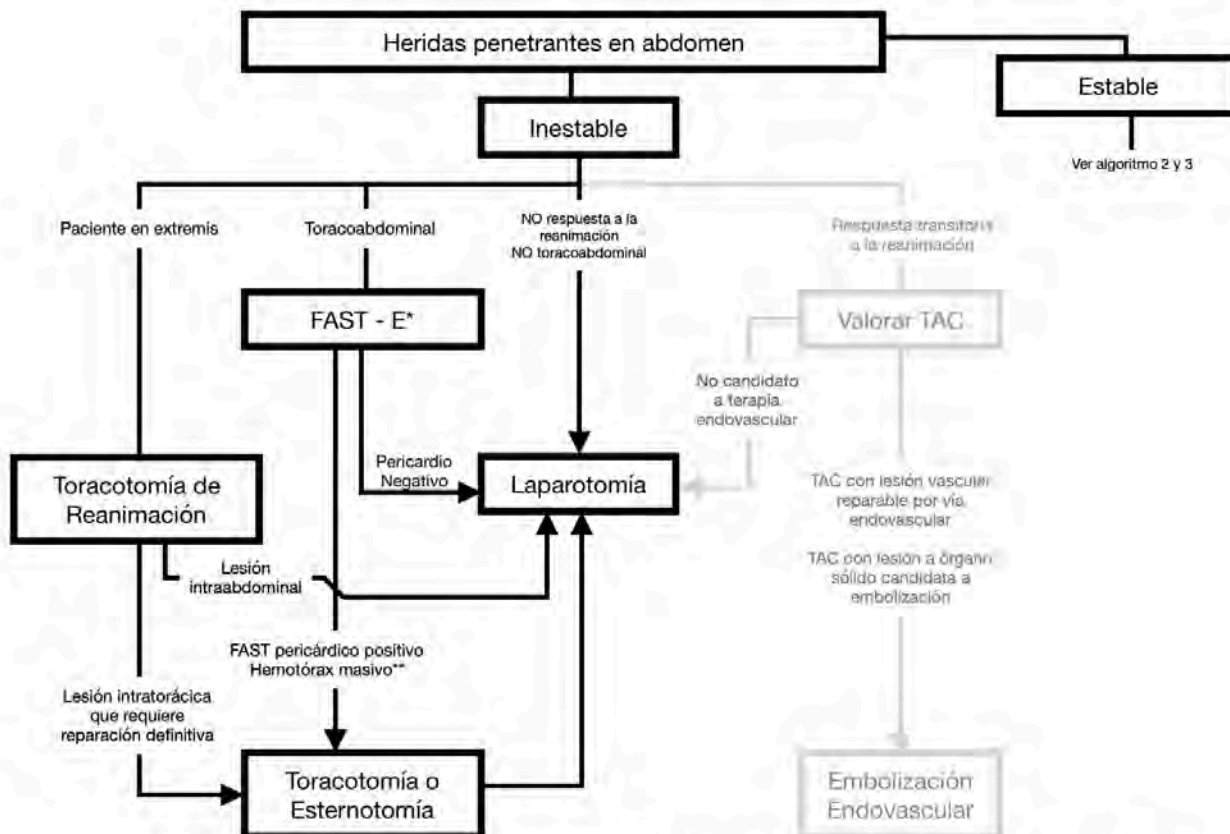 Heridas penetrantes en abdomen
Estable
Inestable
Ver algoritmo 2 y 3
Paciente en extremis
Toracoabdominal
NO respuesta a la
reanimación
NO toracoabdominal
Respuesta transitoria
a la reanimación
FAST - E*
Valorar TAC
No candidato
a terapia
endovascular
Pericardio
Negativo
Toracotomía de
Reanimación
Laparotomía
TAC con lesión vascular
reparable por vía
endovascular
TAC con lesión a órgano
sólido candidata a
embolización
Lesión
intraabdominal
FAST pericárdico positivo
Hemotórax masivo**
Lesión intratorácica
que requiere
reparación definitiva
Toracotomía o
Esternotomía
Embolización
Endovascular